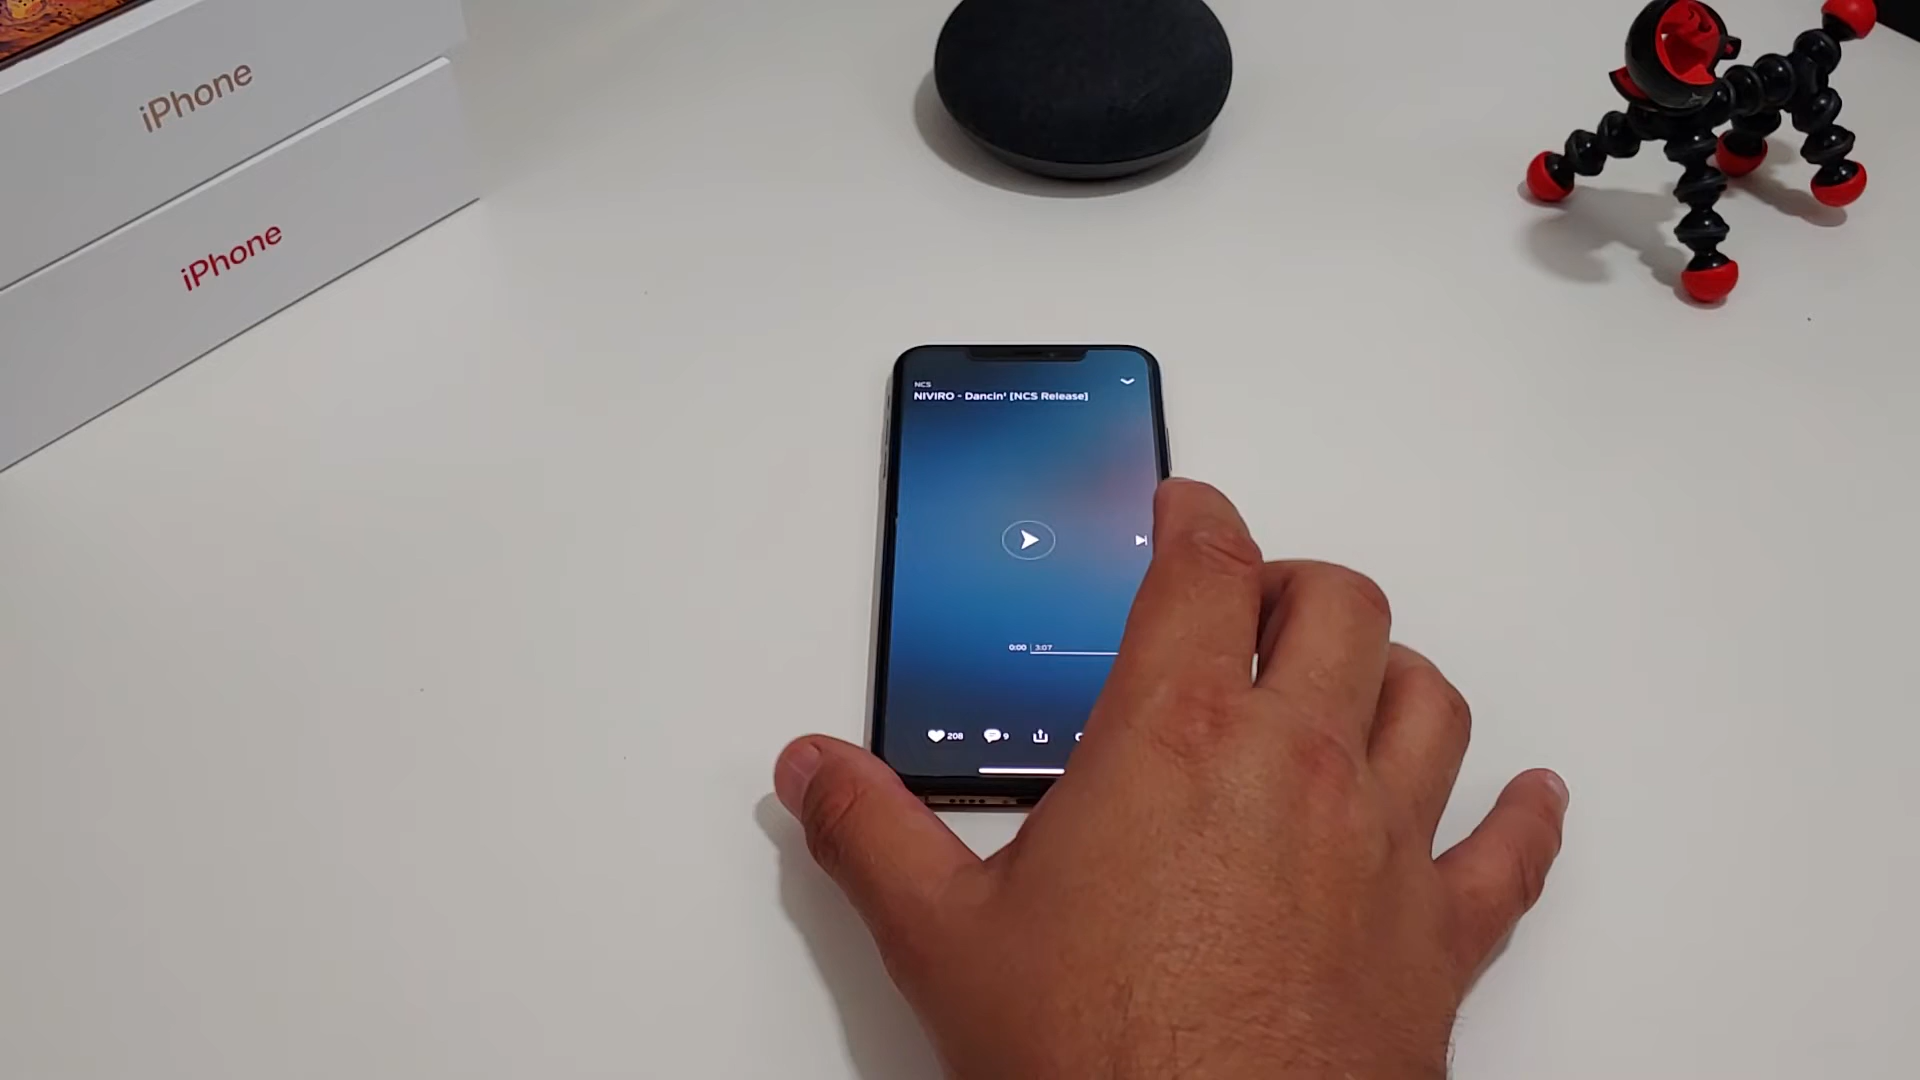 iPhone
iPhone
NCS
NIVIRO - Dancin' [NCS Release]
0:00 | 3:07
208
9